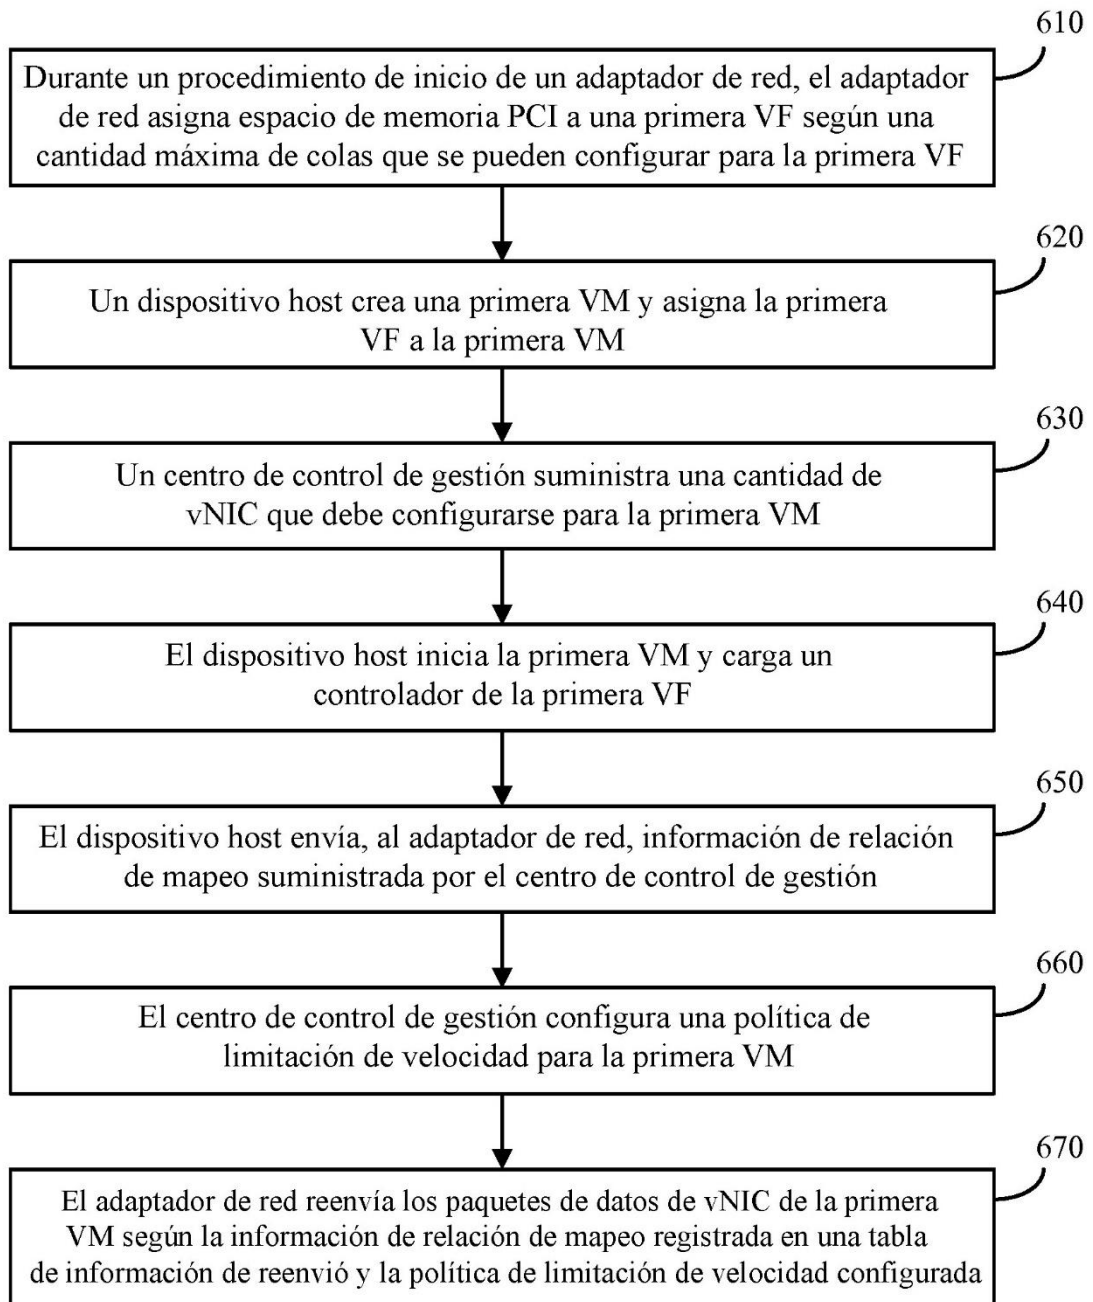 610
Durante un procedimiento de inicio de un adaptador de red, el adaptador
de red asigna espacio de memoria PCI a una primera VF según una
cantidad máxima de colas que se pueden configurar para la primera VF
620
Un dispositivo host crea una primera VM y asigna la primera
VF a la primera VM
630
Un centro de control de gestión suministra una cantidad de
vNIC que debe configurarse para la primera VM
640
El dispositivo host inicia la primera VM y carga un
controlador de la primera VF
650
El dispositivo host envía, al adaptador de red, información de relación
de mapeo suministrada por el centro de control de gestión
660
El centro de control de gestión configura una política de
limitación de velocidad para la primera VM
670
El adaptador de red reenvía los paquetes de datos de vNIC de la primera
VM según la información de relación de mapeo registrada en una tabla
de información de reenvió y la política de limitación de velocidad configurada